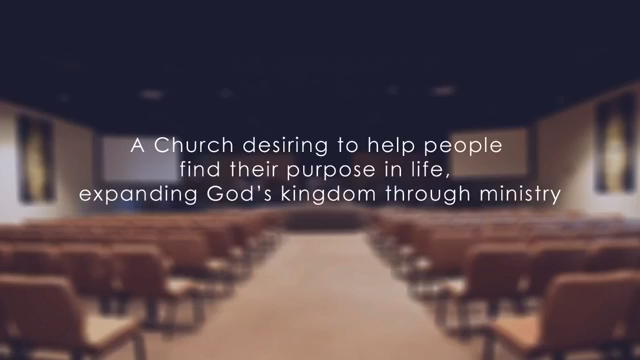 A Church desiring to help people
find their purpose in life,
expanding God's kingdom through ministry